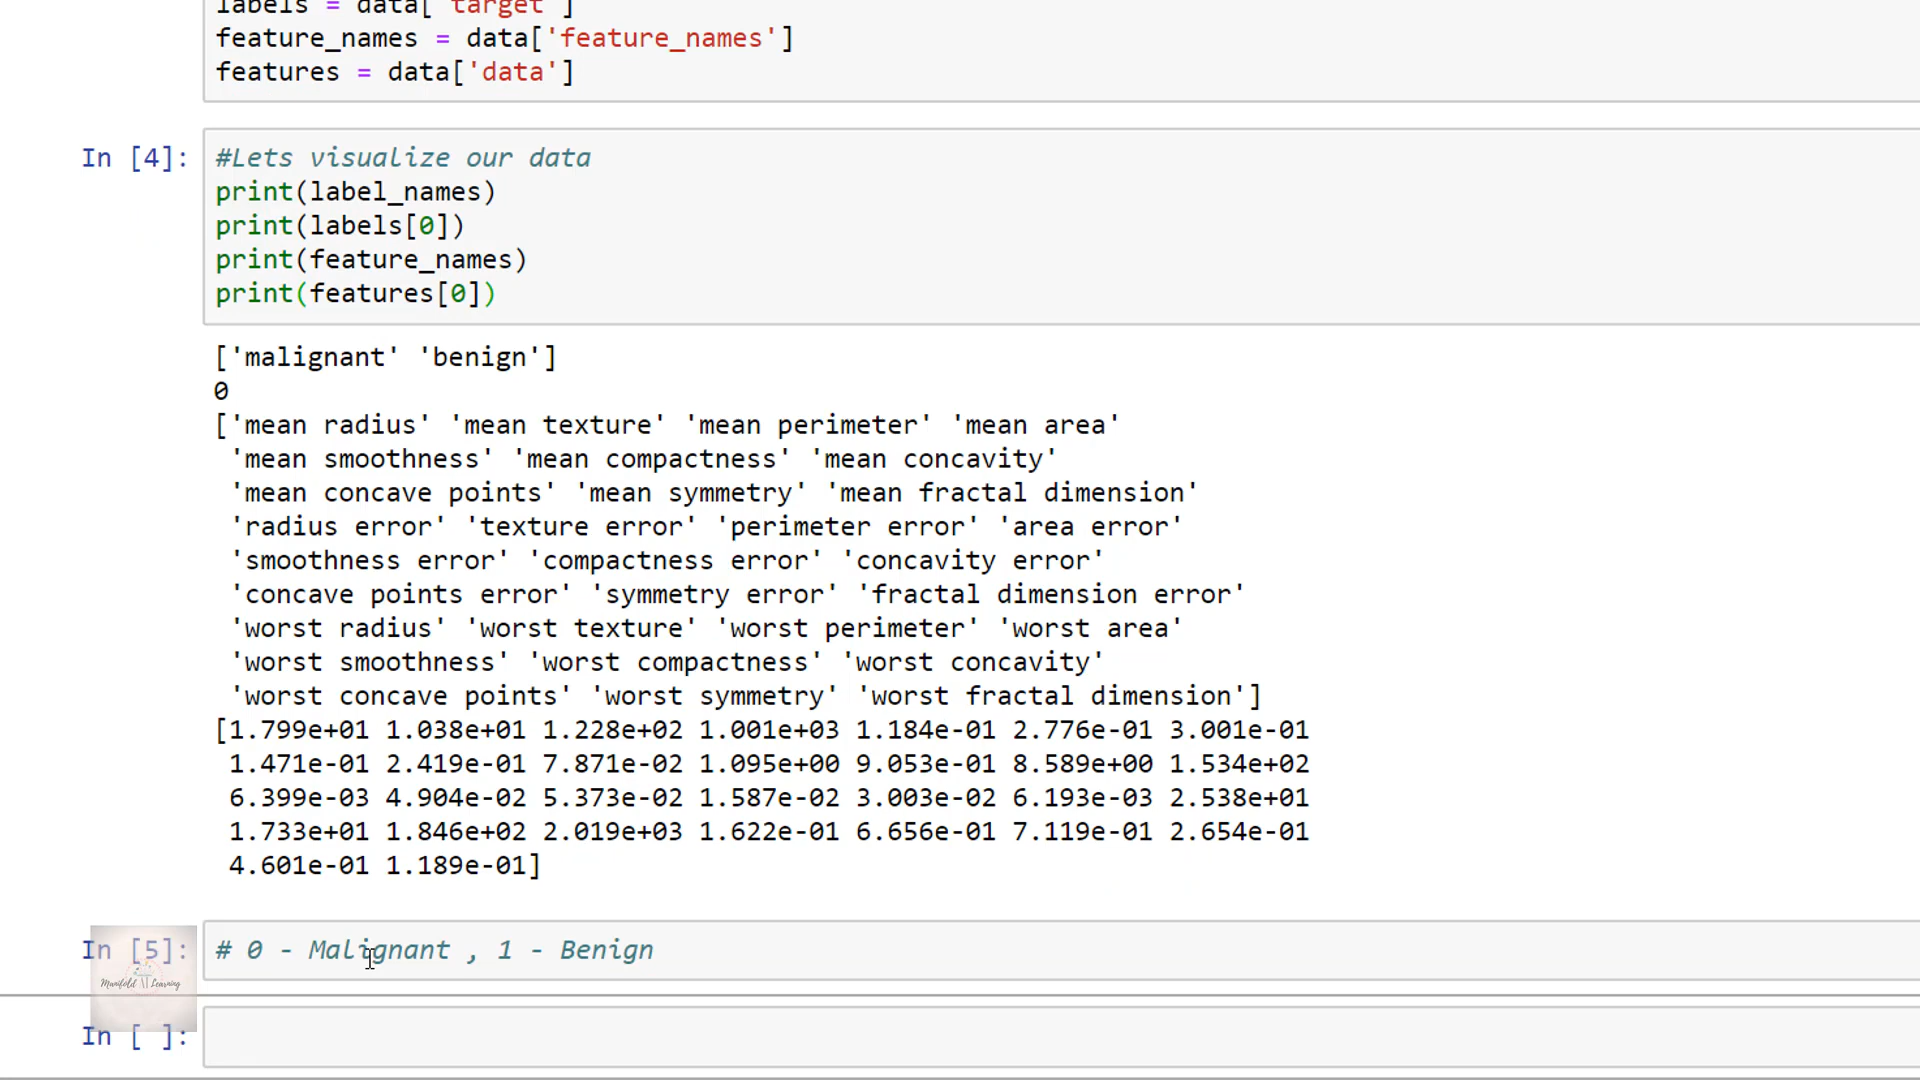 labels = data['target']
feature_names = data['feature_names']
features = data['data']
In [4]:
#Lets visualize our data
print(label_names)
print(labels[0])
print(feature_names)
print(features[0])
['malignant' 'benign']
0
['mean radius' 'mean texture' 'mean perimeter' 'mean area'
 'mean smoothness' 'mean compactness' 'mean concavity'
 'mean concave points' 'mean symmetry' 'mean fractal dimension'
 'radius error' 'texture error' 'perimeter error' 'area error'
 'smoothness error' 'compactness error' 'concavity error'
 'concave points error' 'symmetry error' 'fractal dimension error'
 'worst radius' 'worst texture' 'worst perimeter' 'worst area'
 'worst smoothness' 'worst compactness' 'worst concavity'
 'worst concave points' 'worst symmetry' 'worst fractal dimension']
[1.799e+01 1.038e+01 1.228e+02 1.001e+03 1.184e-01 2.776e-01 3.001e-01
 1.471e-01 2.419e-01 7.871e-02 1.095e+00 9.053e-01 8.589e+00 1.534e+02
 6.399e-03 4.904e-02 5.373e-02 1.587e-02 3.003e-02 6.193e-03 2.538e+01
 1.733e+01 1.846e+02 2.019e+03 1.622e-01 6.656e-01 7.119e-01 2.654e-01
 4.601e-01 1.189e-01]
In [5]:
# 0 - Malignant , 1 - Benign
Manifold Learning
In [ ]: